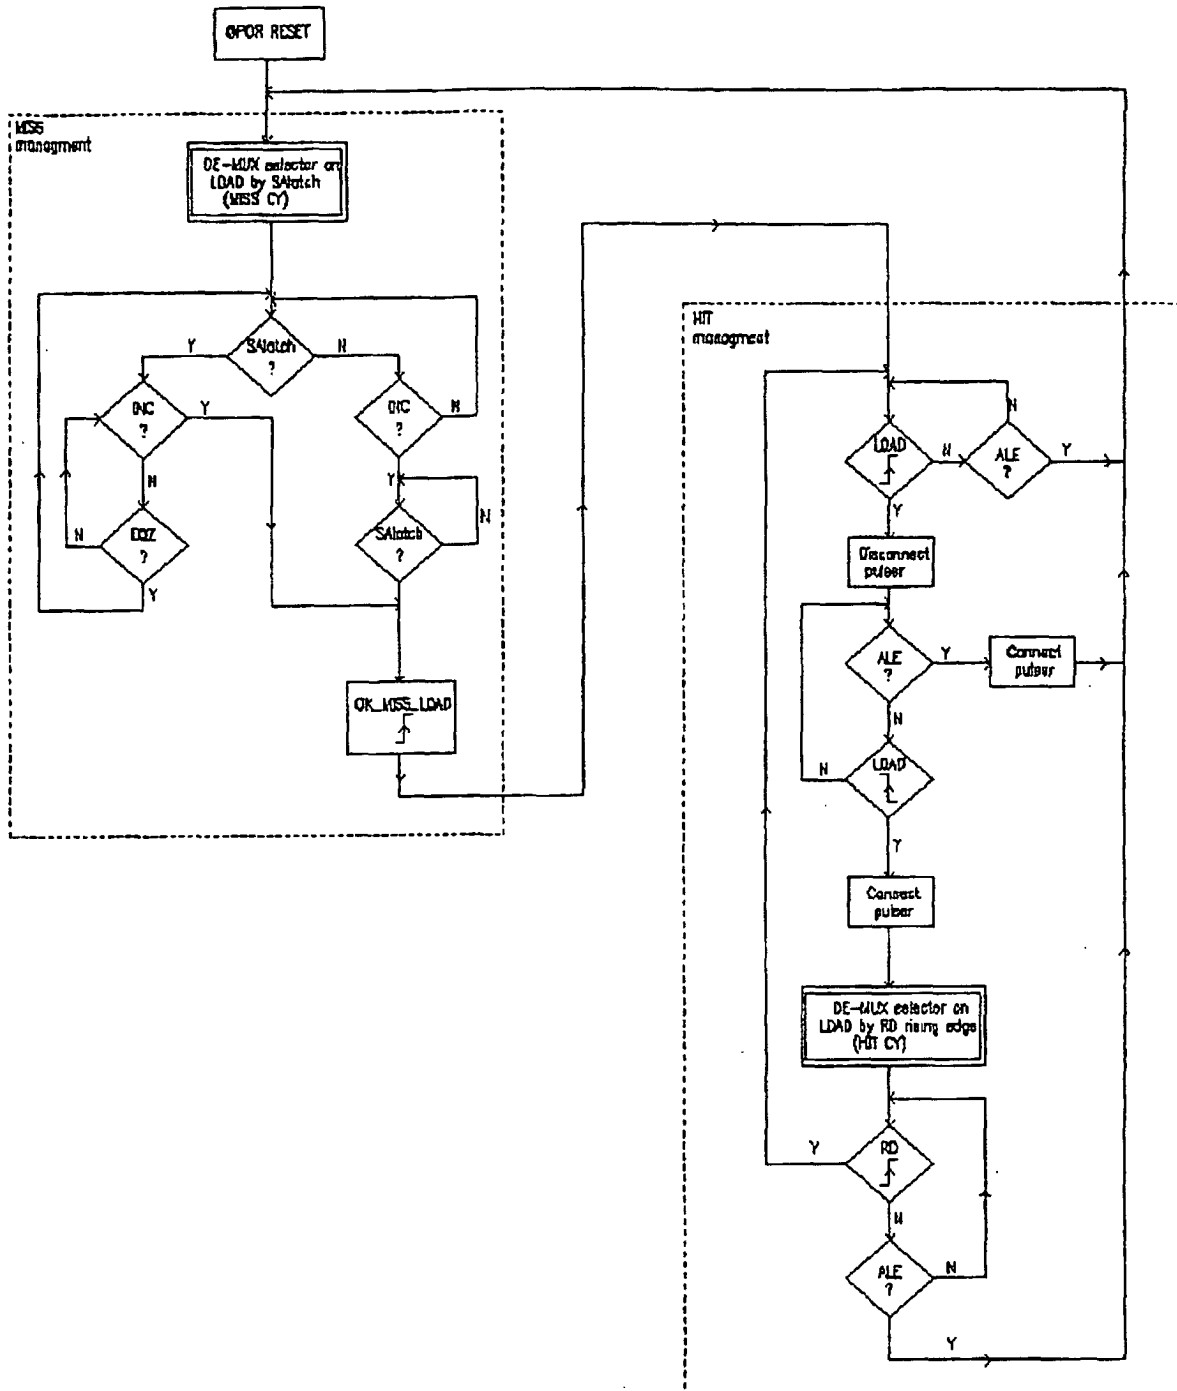 @POR RESET
MISS
managment
DE-MUX selector on
LOAD by SAlatch
(MISS CY)
SAlatch
?
Y
N
INC
?
Y
N
INC
?
N
Y
?
N
Y
SAlatch
?
N
OK_MISS_LOAD
HIT
managment
LOAD
N
Y
ALE
?
N
Y
Disconnect
pulser
ALE
?
Y
N
Connect
pulser
LOAD
N
Y
Connect
pulser
DE-MUX selector on
LOAD by RD rising edge
(HIT CY)
RD
Y
N
ALE
?
N
Y